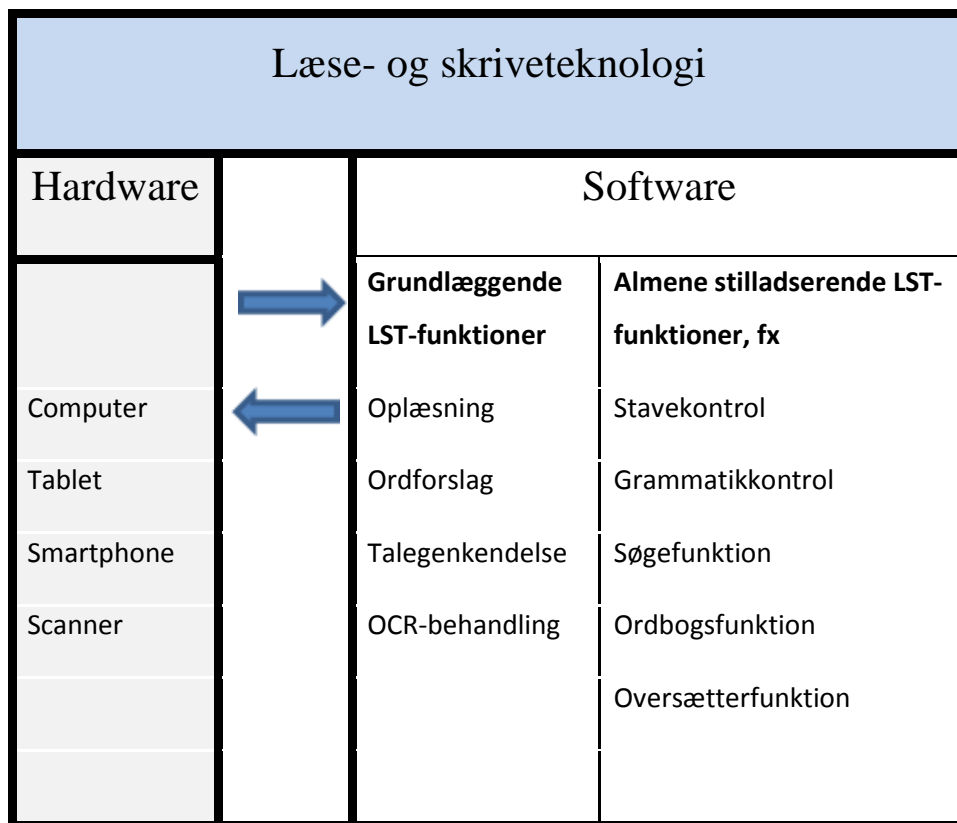 Læse- og skriveteknologi
Hardware
Software
Grundlæggende
LST-funktioner
Almene stilladserende LST-
funktioner, fx
Computer
Oplæsning
Stavekontrol
Tablet
Ordforslag
Grammatikkontrol
Smartphone
Talegenkendelse
Søgefunktion
Scanner
OCR-behandling
Ordbogsfunktion
Oversætterfunktion